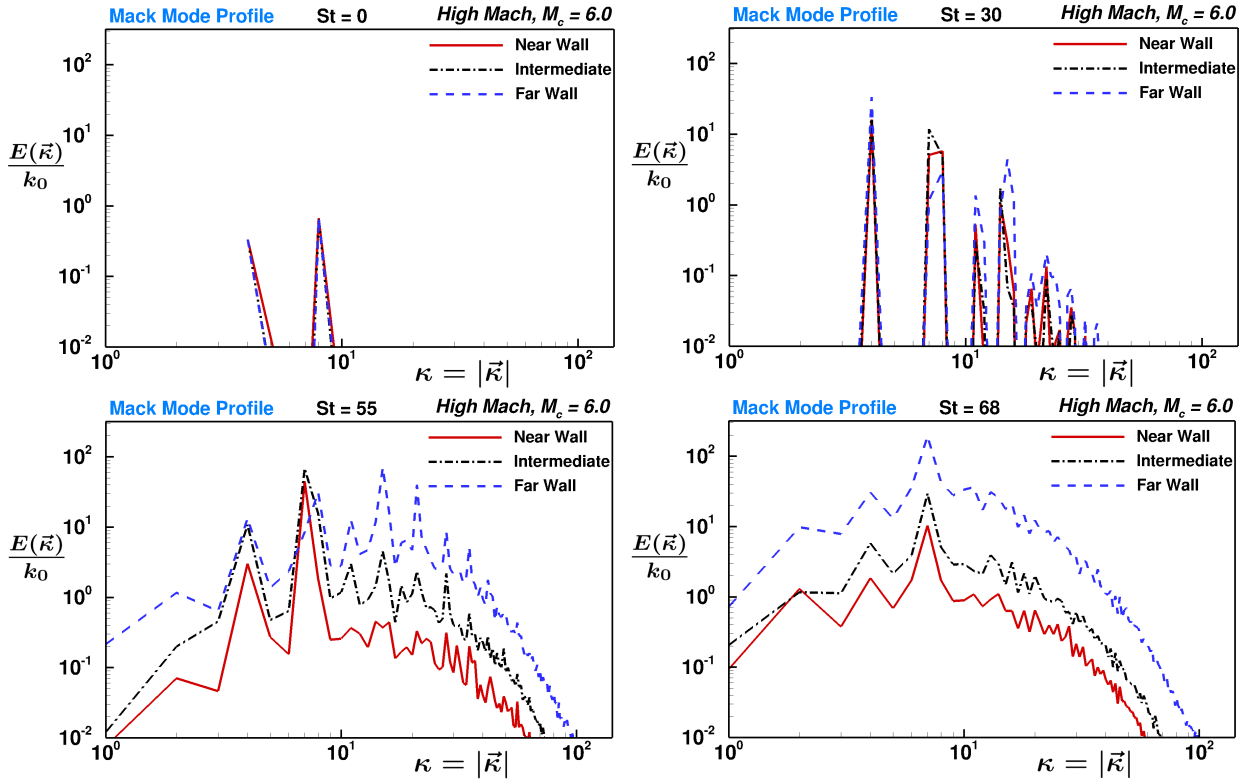 Mack Mode Profile St = 0 High Mach, M_c = 6.0
Near Wall
Intermediate
Far Wall
10^2
10^1
10^0
10^-1
10^-2
E(κ⃗)/k_0
10^0 10^1 10^2
κ = |κ⃗|
Mack Mode Profile St = 30 High Mach, M_c = 6.0
Near Wall
Intermediate
Far Wall
10^2
10^1
10^0
10^-1
10^-2
E(κ⃗)/k_0
10^0 10^1 10^2
κ = |κ⃗|
Mack Mode Profile St = 55 High Mach, M_c = 6.0
Near Wall
Intermediate
Far Wall
10^2
10^1
10^0
10^-1
10^-2
E(κ⃗)/k_0
10^0 10^1 10^2
κ = |κ⃗|
Mack Mode Profile St = 68 High Mach, M_c = 6.0
Near Wall
Intermediate
Far Wall
10^2
10^1
10^0
10^-1
10^-2
E(κ⃗)/k_0
10^0 10^1 10^2
κ = |κ⃗|